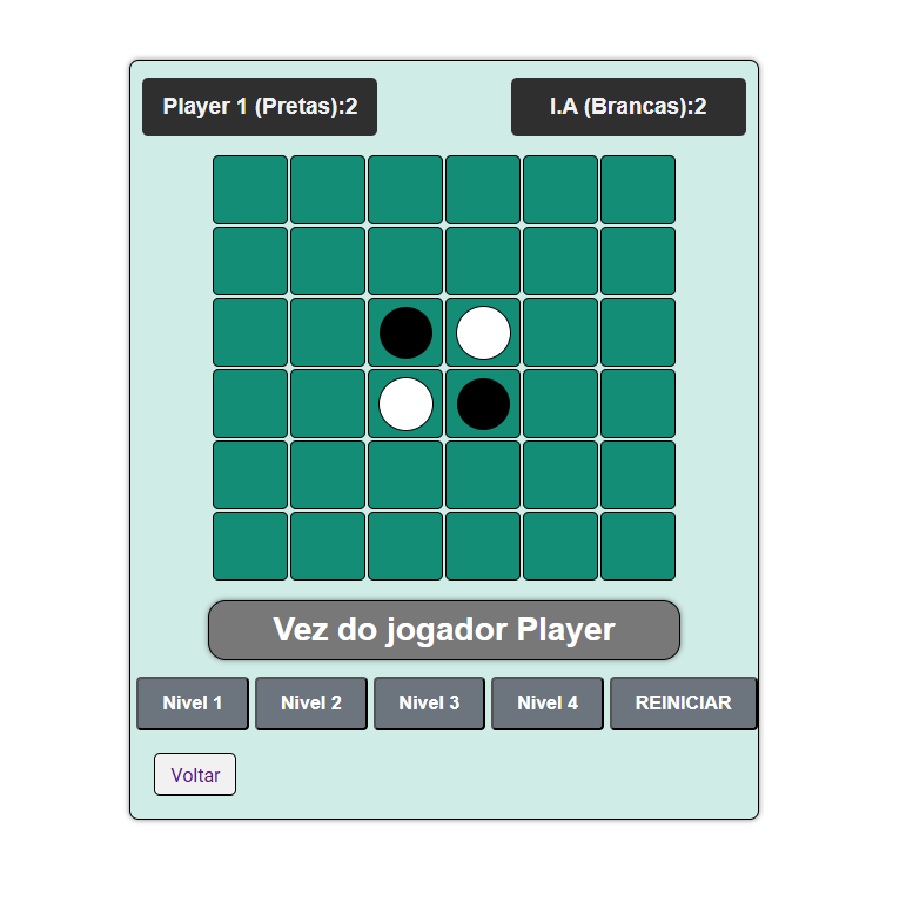 Player 1 (Pretas):2
I.A (Brancas):2
Vez do jogador Player
Nivel 1
Nivel 2
Nivel 3
Nivel 4
REINICIAR
Voltar